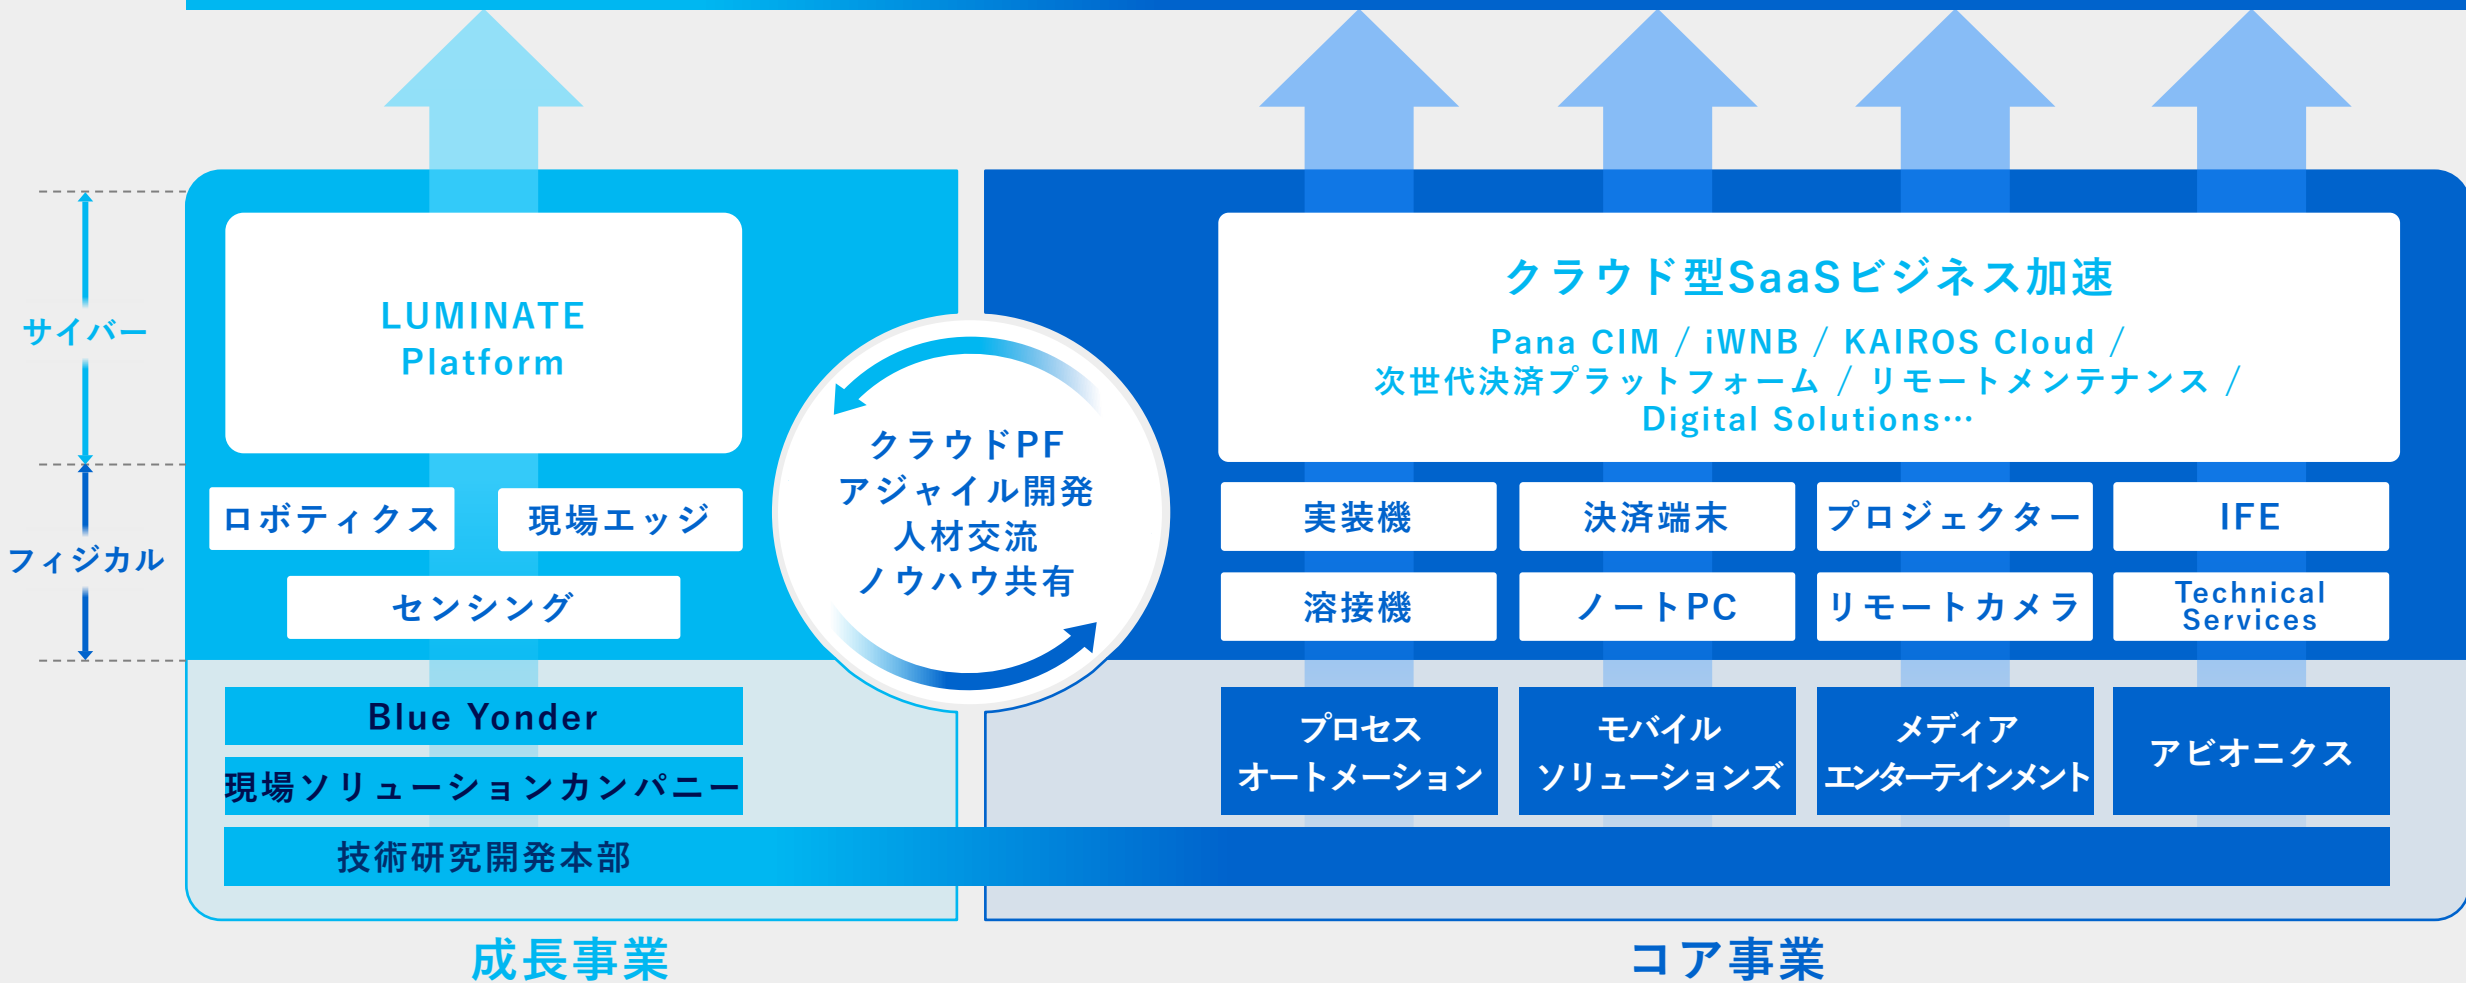 サイバー
フィジカル
LUMINATE
Platform
ロボティクス
現場エッジ
センシング
Blue Yonder
現場ソリューションカンパニー
技術研究開発本部
成長事業
クラウドPF
アジャイル開発
人材交流
ノウハウ共有
クラウド型SaaSビジネス加速
Pana CIM / iWNB / KAIROS Cloud /
次世代決済プラットフォーム / リモートメンテナンス /
Digital Solutions…
実装機
決済端末
プロジェクター
IFE
溶接機
ノートPC
リモートカメラ
Technical
Services
プロセス
オートメーション
モバイル
ソリューションズ
メディア
エンターテインメント
アビオニクス
コア事業